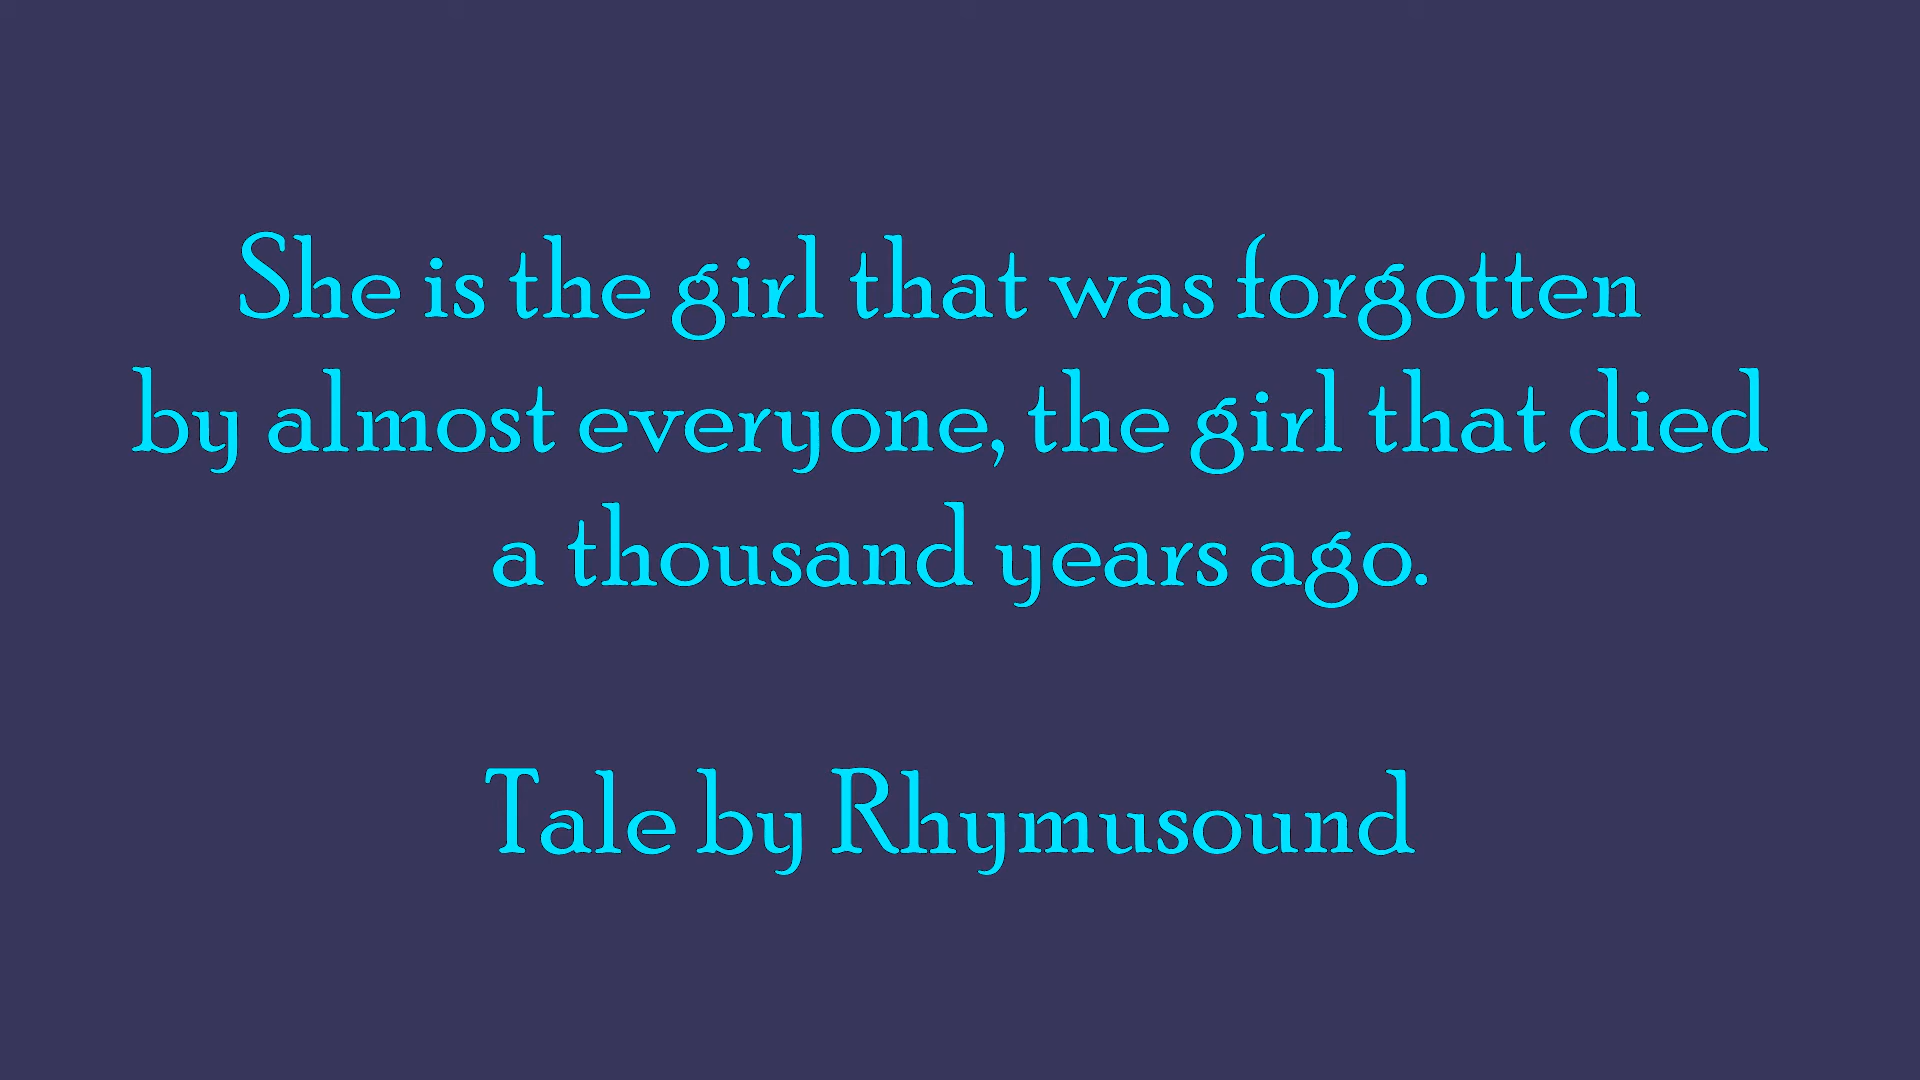 She is the girl that was forgotten
by almost everyone, the girl that died
a thousand years ago.
Tale by Rhymusound